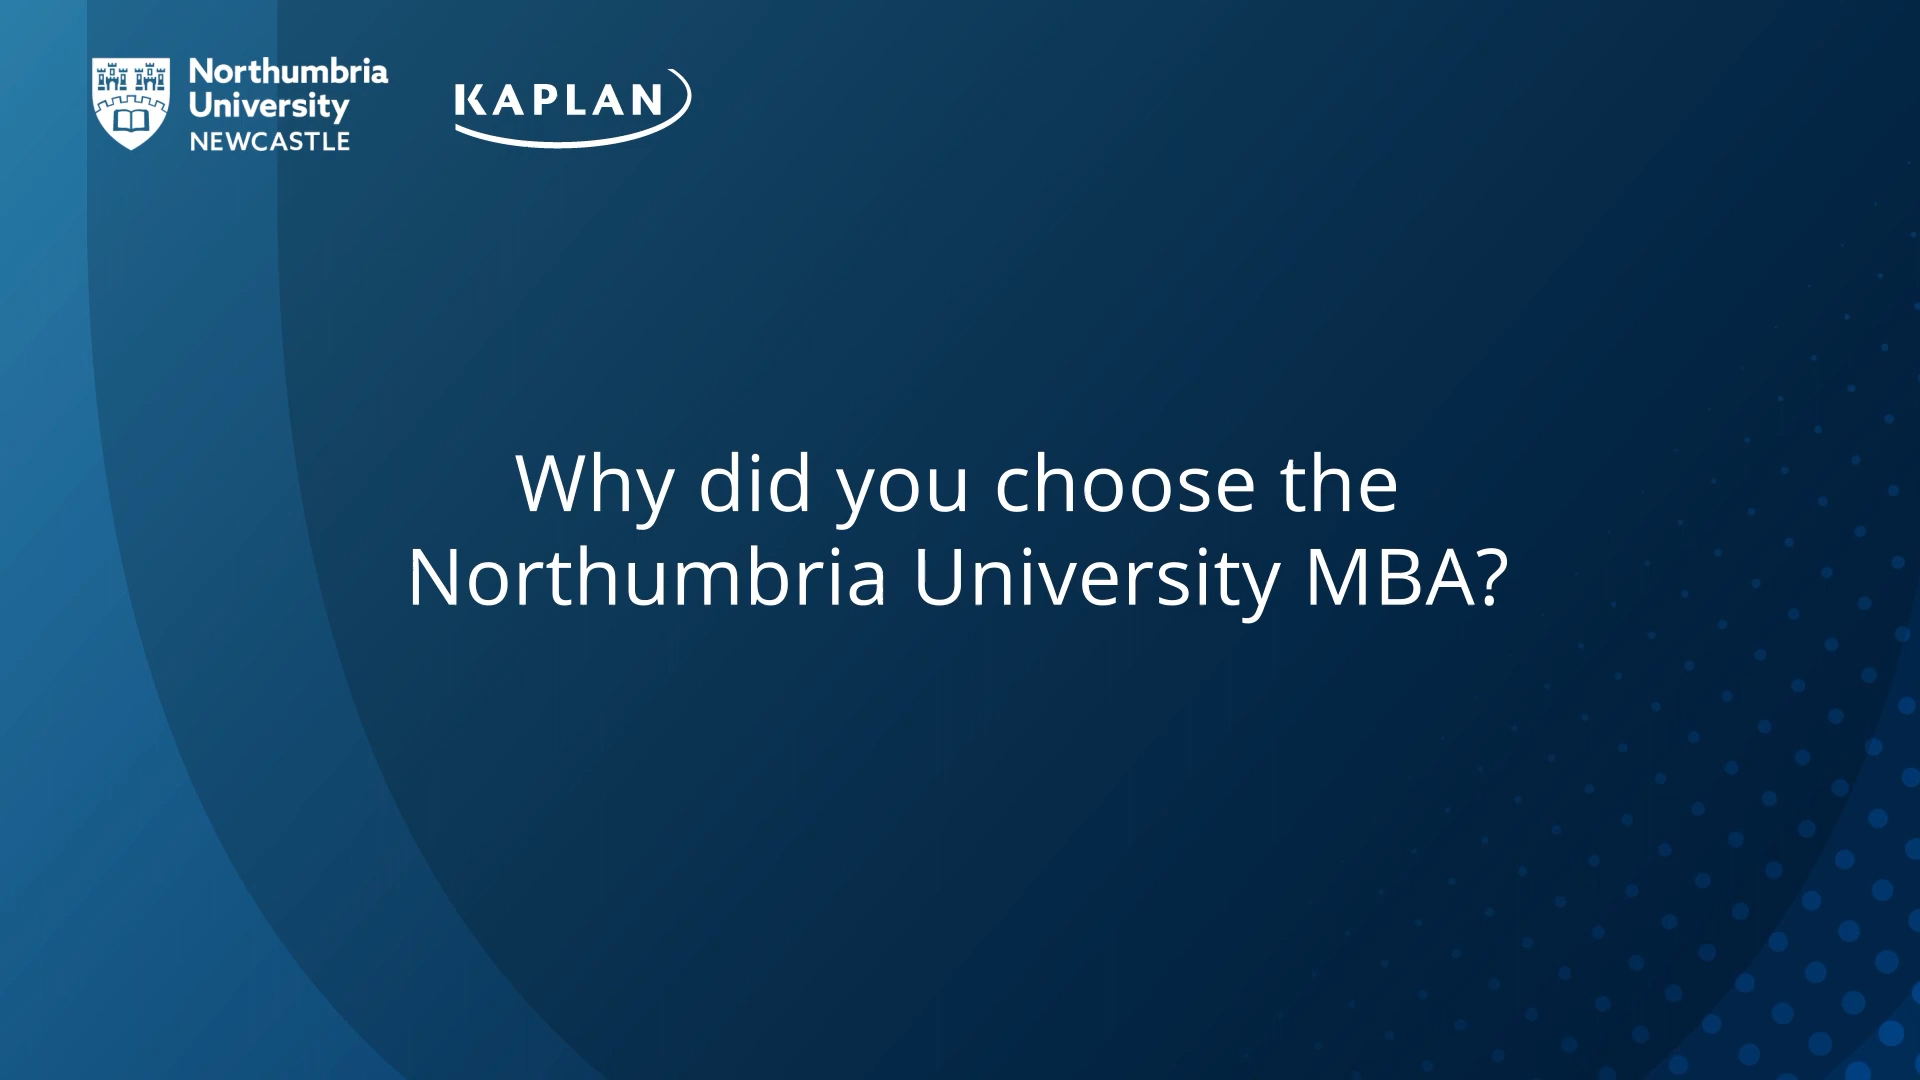 Northumbria
University
NEWCASTLE
KAPLAN
Why did you choose the
Northumbria University MBA?